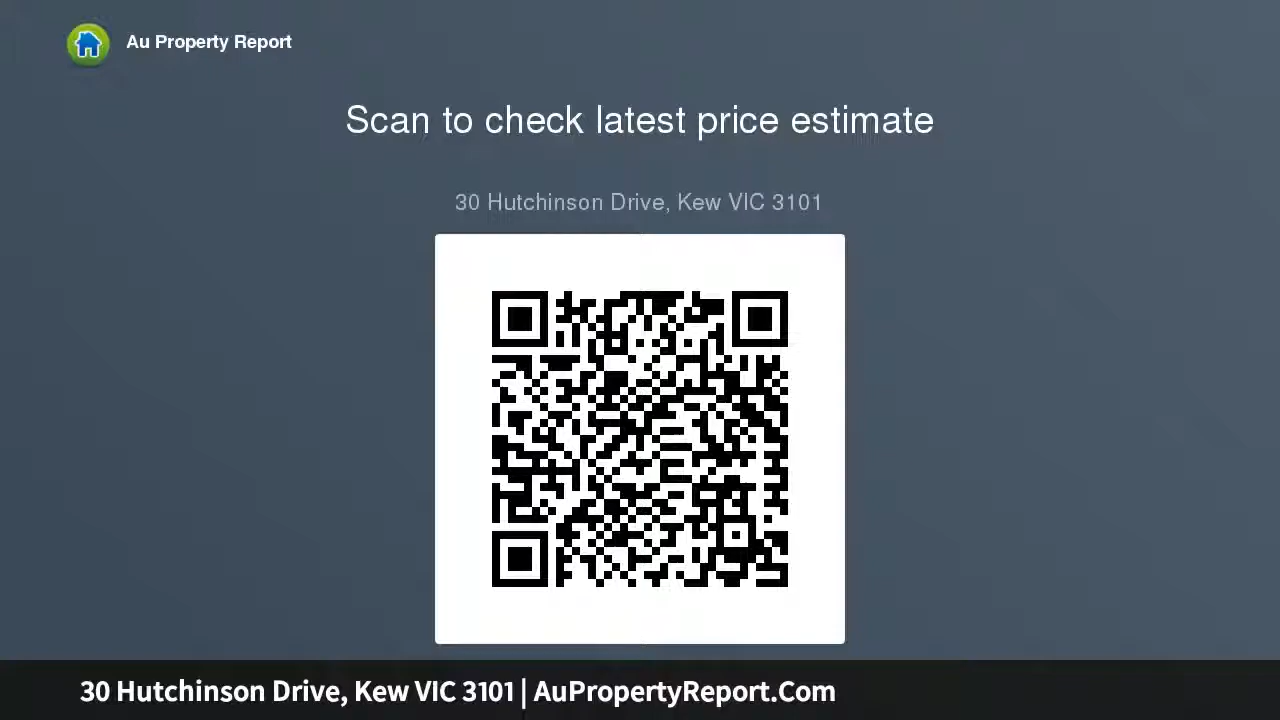 Au Property Report
Scan to check latest price estimate
30 Hutchinson Drive, Kew VIC 3101
30 Hutchinson Drive, Kew VIC 3101 | AuPropertyReport.Com